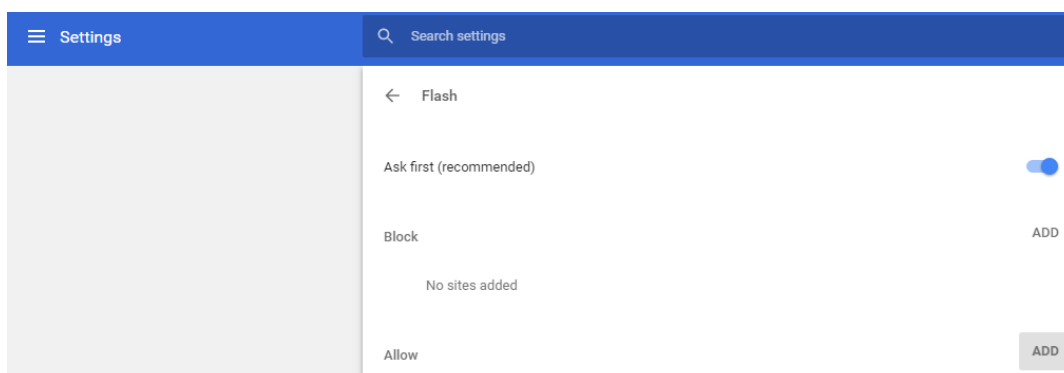 Settings
Search settings
Flash
Ask first (recommended)
Block ADD
No sites added
Allow ADD